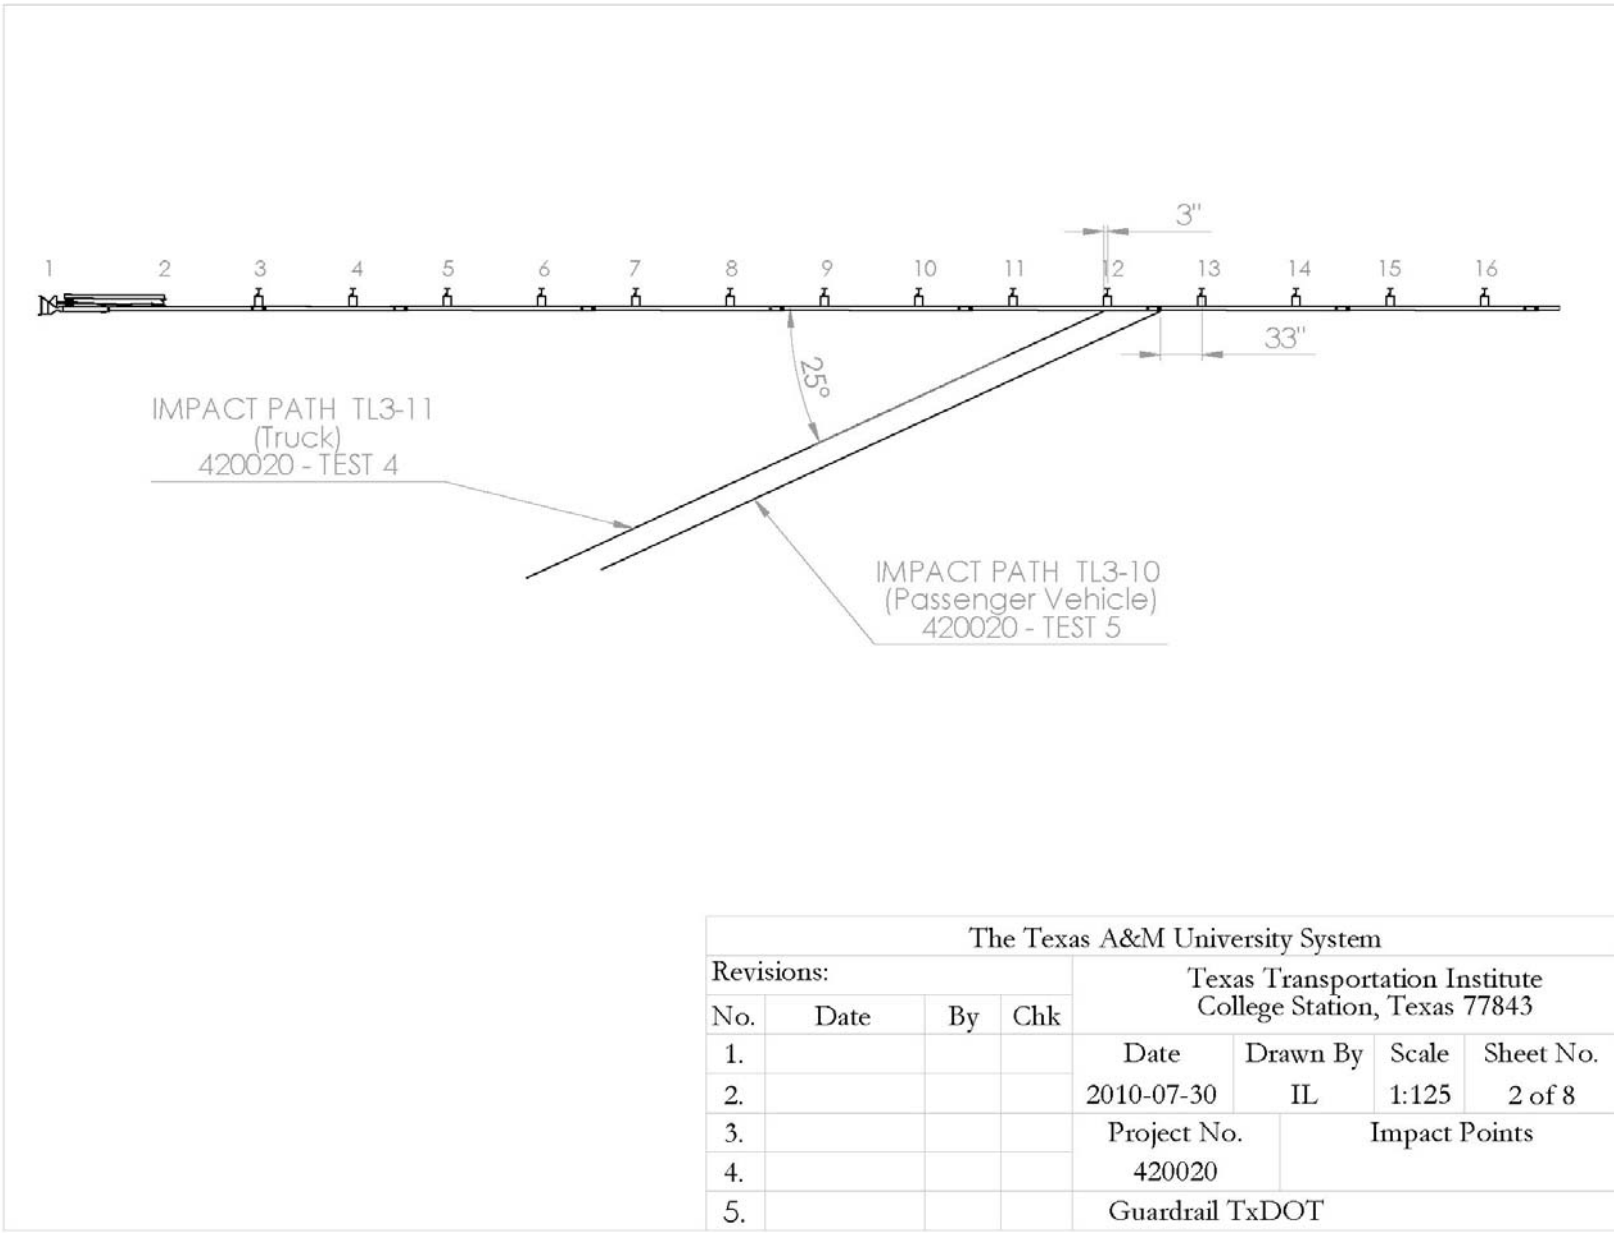 3"
1 2 3 4 5 6 7 8 9 10 11 12 13 14 15 16
33"
25°
IMPACT PATH TL3-11
(Truck)
420020 - TEST 4
IMPACT PATH TL3-10
(Passenger Vehicle)
420020 - TEST 5
The Texas A&M University System
Revisions:
No. Date By Chk
1.
2.
3.
4.
5.
Texas Transportation Institute
College Station, Texas 77843
Date Drawn By Scale Sheet No.
2010-07-30 IL 1:125 2 of 8
Project No. Impact Points
420020
Guardrail TxDOT